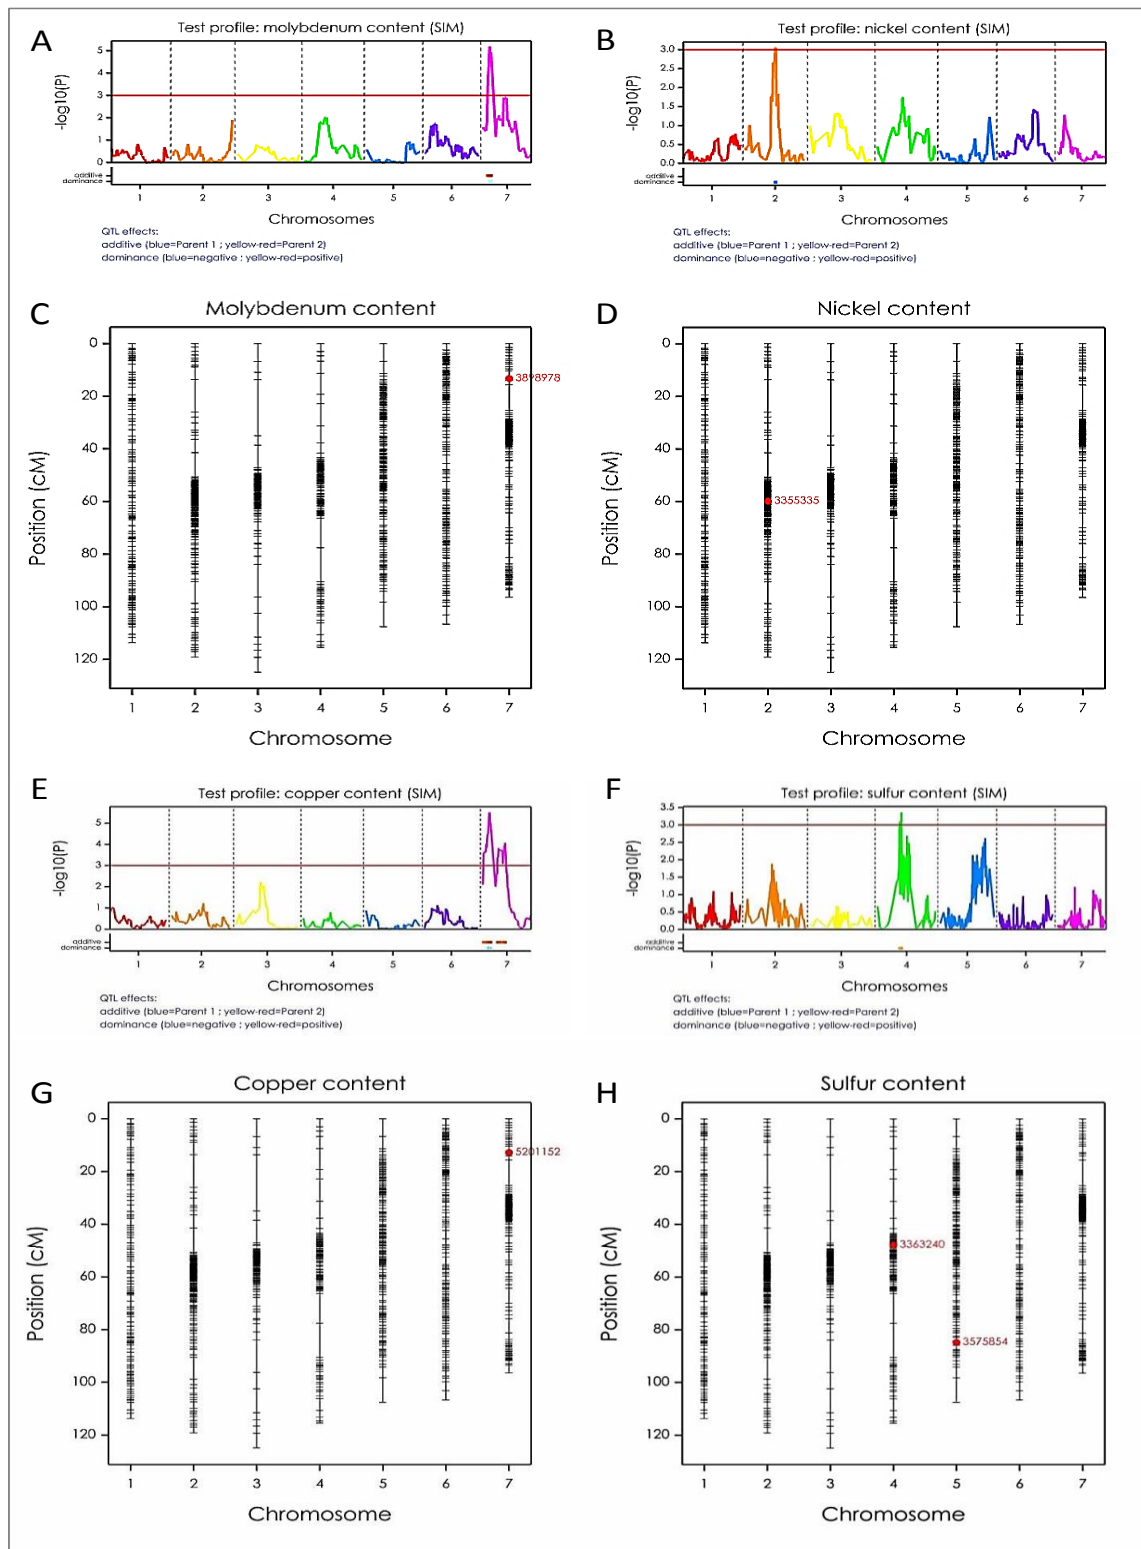 A
Test profile: molybdenum content (SIM)
-log10(P)
5
4
3
2
1
0
additive
dominance
1 2 3 4 5 6 7
Chromosomes
QTL effects:
additive (blue=Parent 1 ; yellow-red=Parent 2)
dominance (blue=negative ; yellow-red=positive)
B
Test profile: nickel content (SIM)
-log10(P)
3.0
2.5
2.0
1.5
1.0
0.5
0.0
additive
dominance
1 2 3 4 5 6 7
Chromosomes
QTL effects:
additive (blue=Parent 1 ; yellow-red=Parent 2)
dominance (blue=negative ; yellow-red=positive)
C
Molybdenum content
Position (cM)
0
20
40
60
80
100
120
3898978
1 2 3 4 5 6 7
Chromosome
D
Nickel content
Position (cM)
0
20
40
60
80
100
120
3355335
1 2 3 4 5 6 7
Chromosome
E
Test profile: copper content (SIM)
-log10(P)
5
4
3
2
1
0
additive
dominance
1 2 3 4 5 6 7
Chromosomes
QTL effects:
additive (blue=Parent 1 ; yellow-red=Parent 2)
dominance (blue=negative ; yellow-red=positive)
F
Test profile: sulfur content (SIM)
-log10(P)
3.5
3.0
2.5
2.0
1.5
1.0
0.5
0.0
additive
dominance
1 2 3 4 5 6 7
Chromosomes
QTL effects:
additive (blue=Parent 1 ; yellow-red=Parent 2)
dominance (blue=negative ; yellow-red=positive)
G
Copper content
Position (cM)
0
20
40
60
80
100
120
5201152
1 2 3 4 5 6 7
Chromosome
H
Sulfur content
Position (cM)
0
20
40
60
80
100
120
3363240
3575854
1 2 3 4 5 6 7
Chromosome